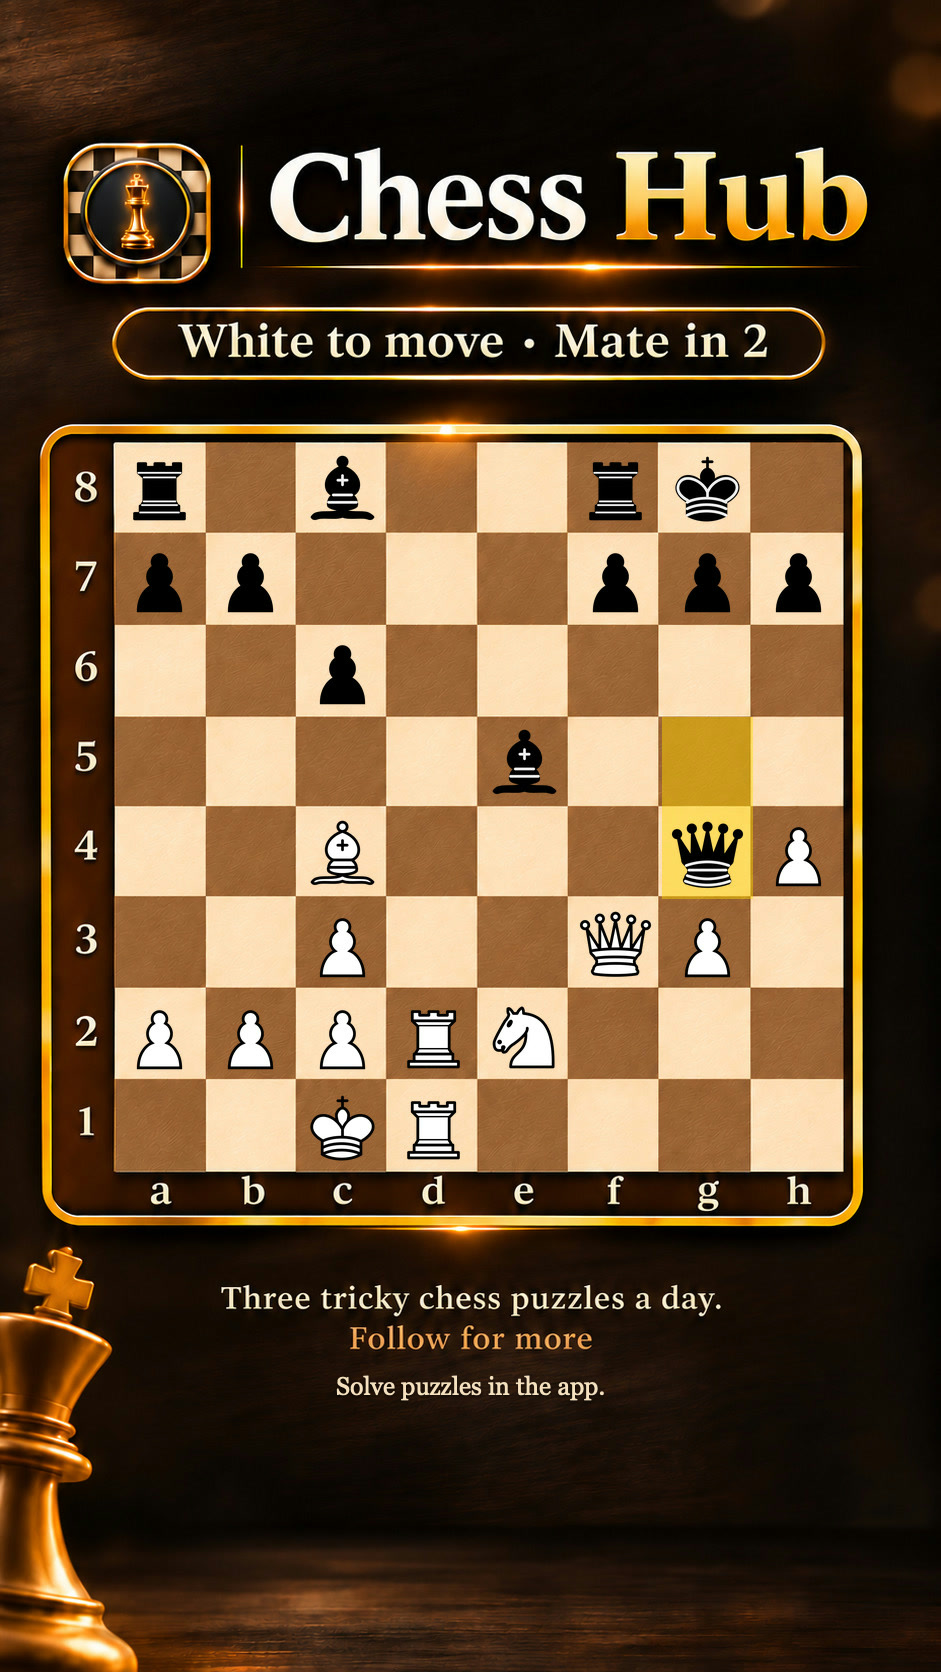 Chess Hub
White to move • Mate in 2
8
7
6
5
4
3
2
1
a b c d e f g h
Three tricky chess puzzles a day.
Follow for more
Solve puzzles in the app.